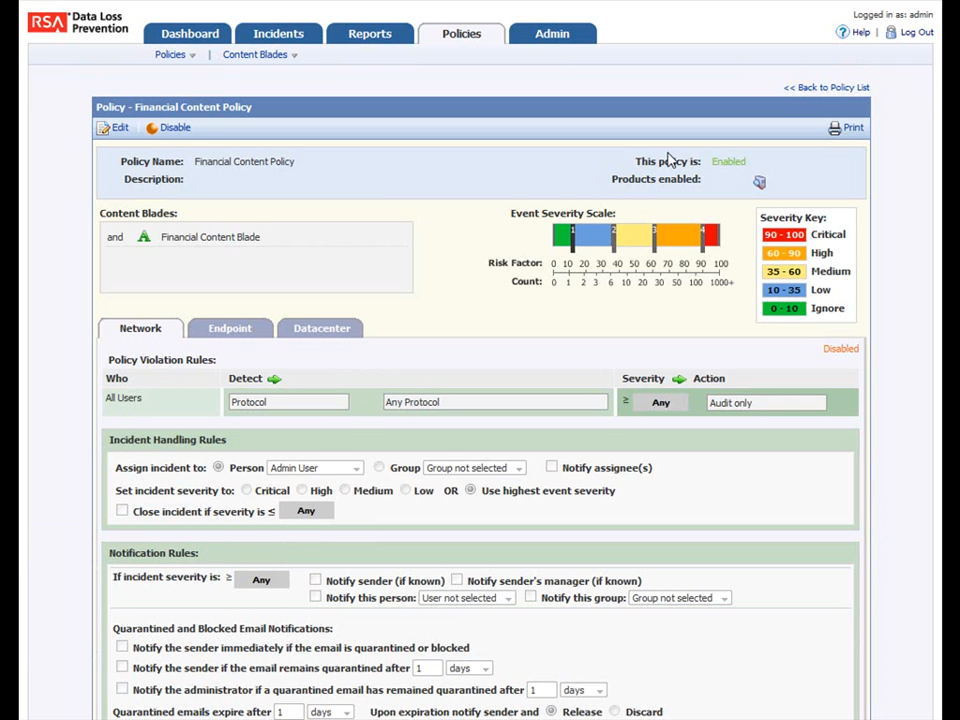 RSA Data Loss Prevention
Dashboard Incidents Reports Policies Admin
Logged in as: admin
Help | Log Out
Policies | Content Blades
<< Back to Policy List
Policy - Financial Content Policy
Edit Disable Print
Policy Name: Financial Content Policy This policy is: Enabled
Description: Products enabled:
Content Blades: Event Severity Scale: Severity Key:
and A Financial Content Blade
1 2 3 4
90 - 100 Critical
60 - 90 High
35 - 60 Medium
10 - 35 Low
0 - 10 Ignore
Risk Factor: 0 10 20 30 40 50 60 70 80 90 100
Count: 0 1 2 3 6 10 20 30 50 100 1000+
Network Endpoint Datacenter
Disabled
Policy Violation Rules:
Who Detect Severity Action
All Users Protocol Any Protocol ≥ Any Audit only
Incident Handling Rules
Assign incident to: Person Admin User Group Group not selected Notify assignee(s)
Set incident severity to: Critical High Medium Low OR Use highest event severity
Close incident if severity is ≤ Any
Notification Rules:
If incident severity is: ≥ Any Notify sender (if known) Notify sender's manager (if known)
Notify this person: User not selected Notify this group: Group not selected
Quarantined and Blocked Email Notifications:
Notify the sender immediately if the email is quarantined or blocked
Notify the sender if the email remains quarantined after 1 days
Notify the administrator if a quarantined email has remained quarantined after 1 days
Quarantined emails expire after 1 days Upon expiration notify sender and Release Discard